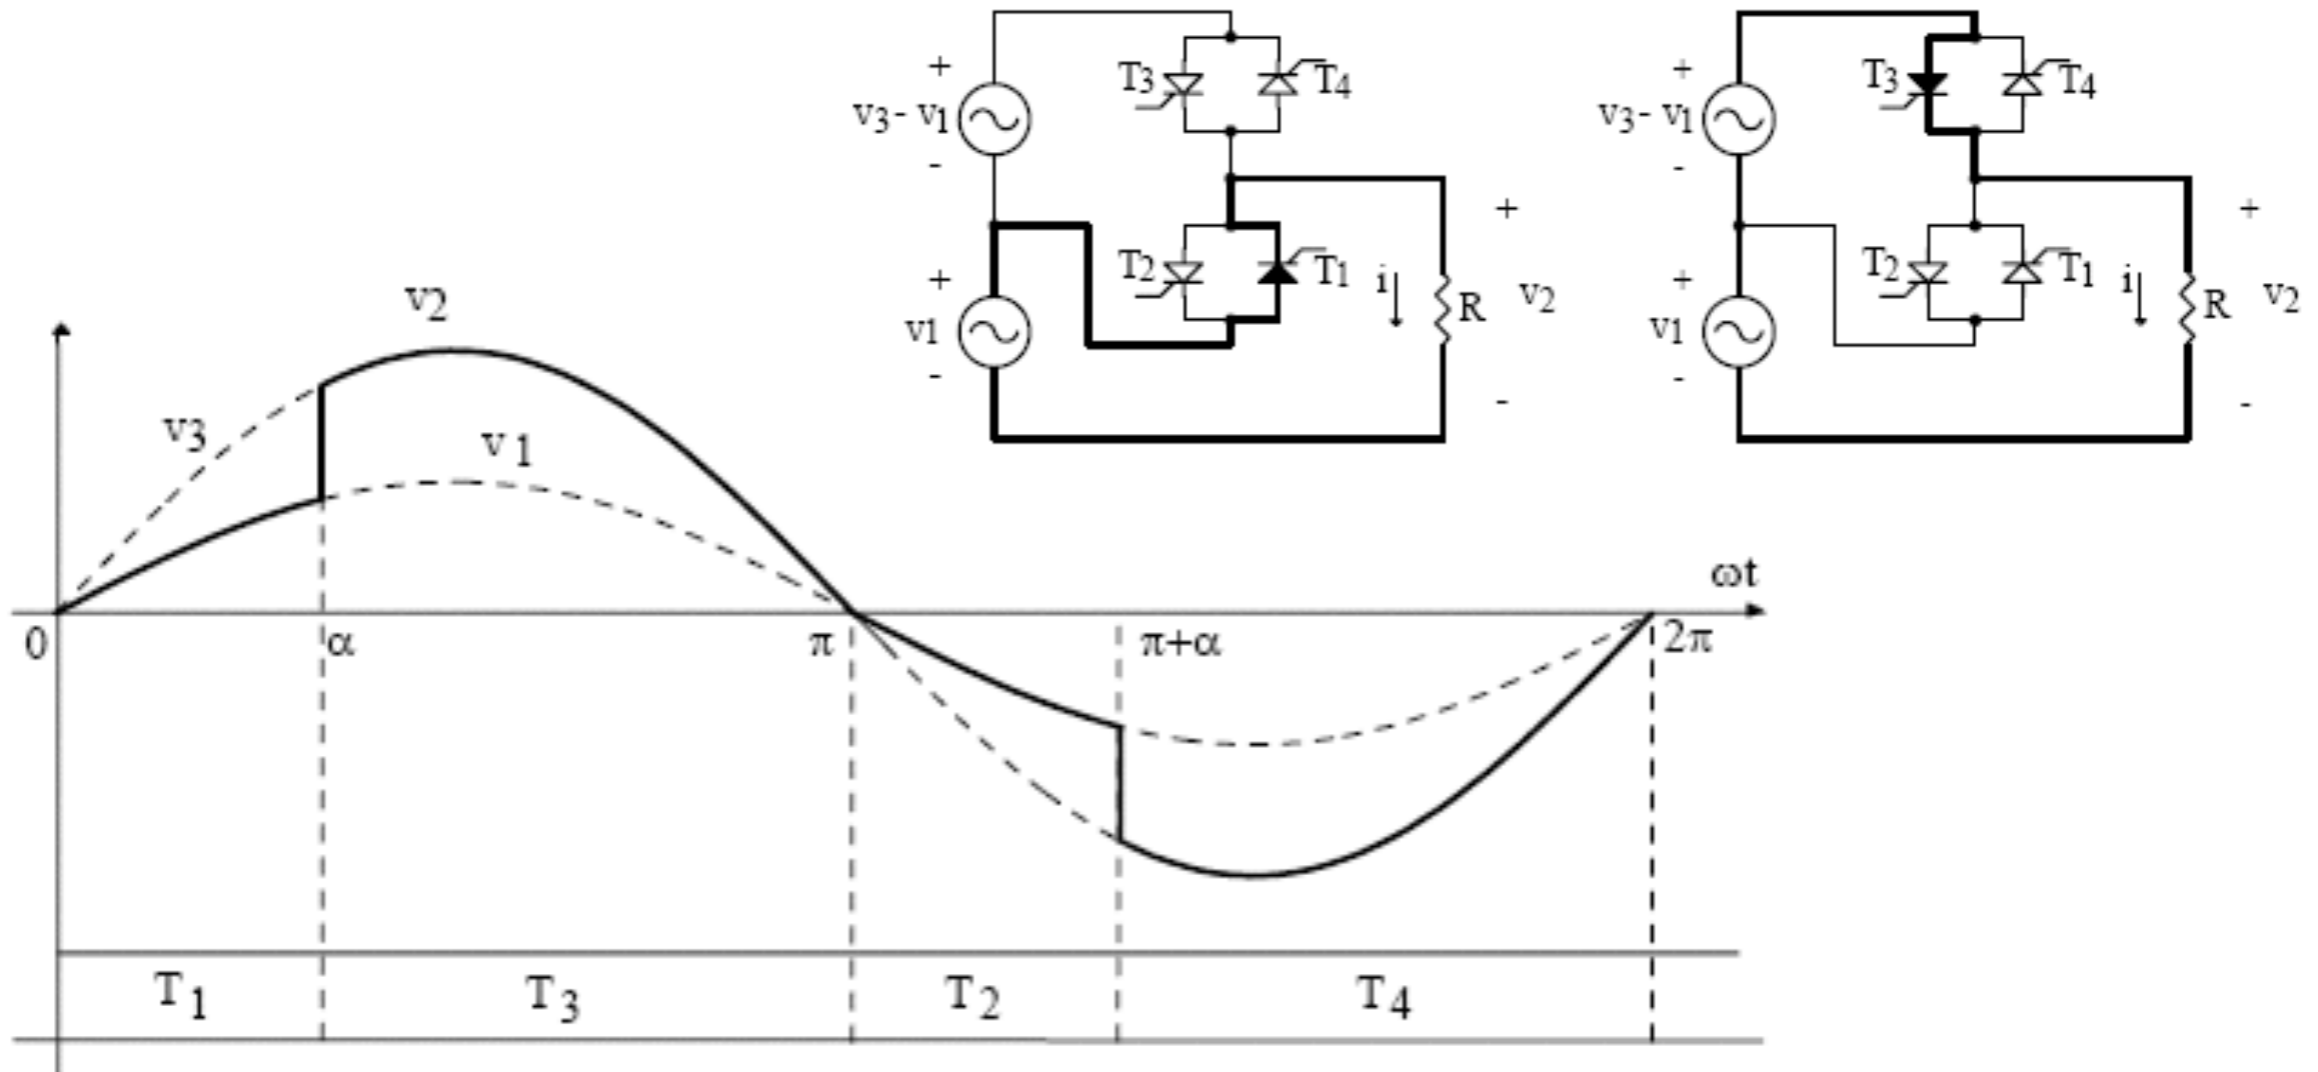 +
v3- v1
-
T3
T4
+
v1
-
T2
T1
i
R
+
v2
-
+
v3- v1
-
T3
T4
+
v1
-
T2
T1
i
R
+
v2
-
v2
v3
v1
ωt
0
α
π
π+α
2π
T1
T3
T2
T4